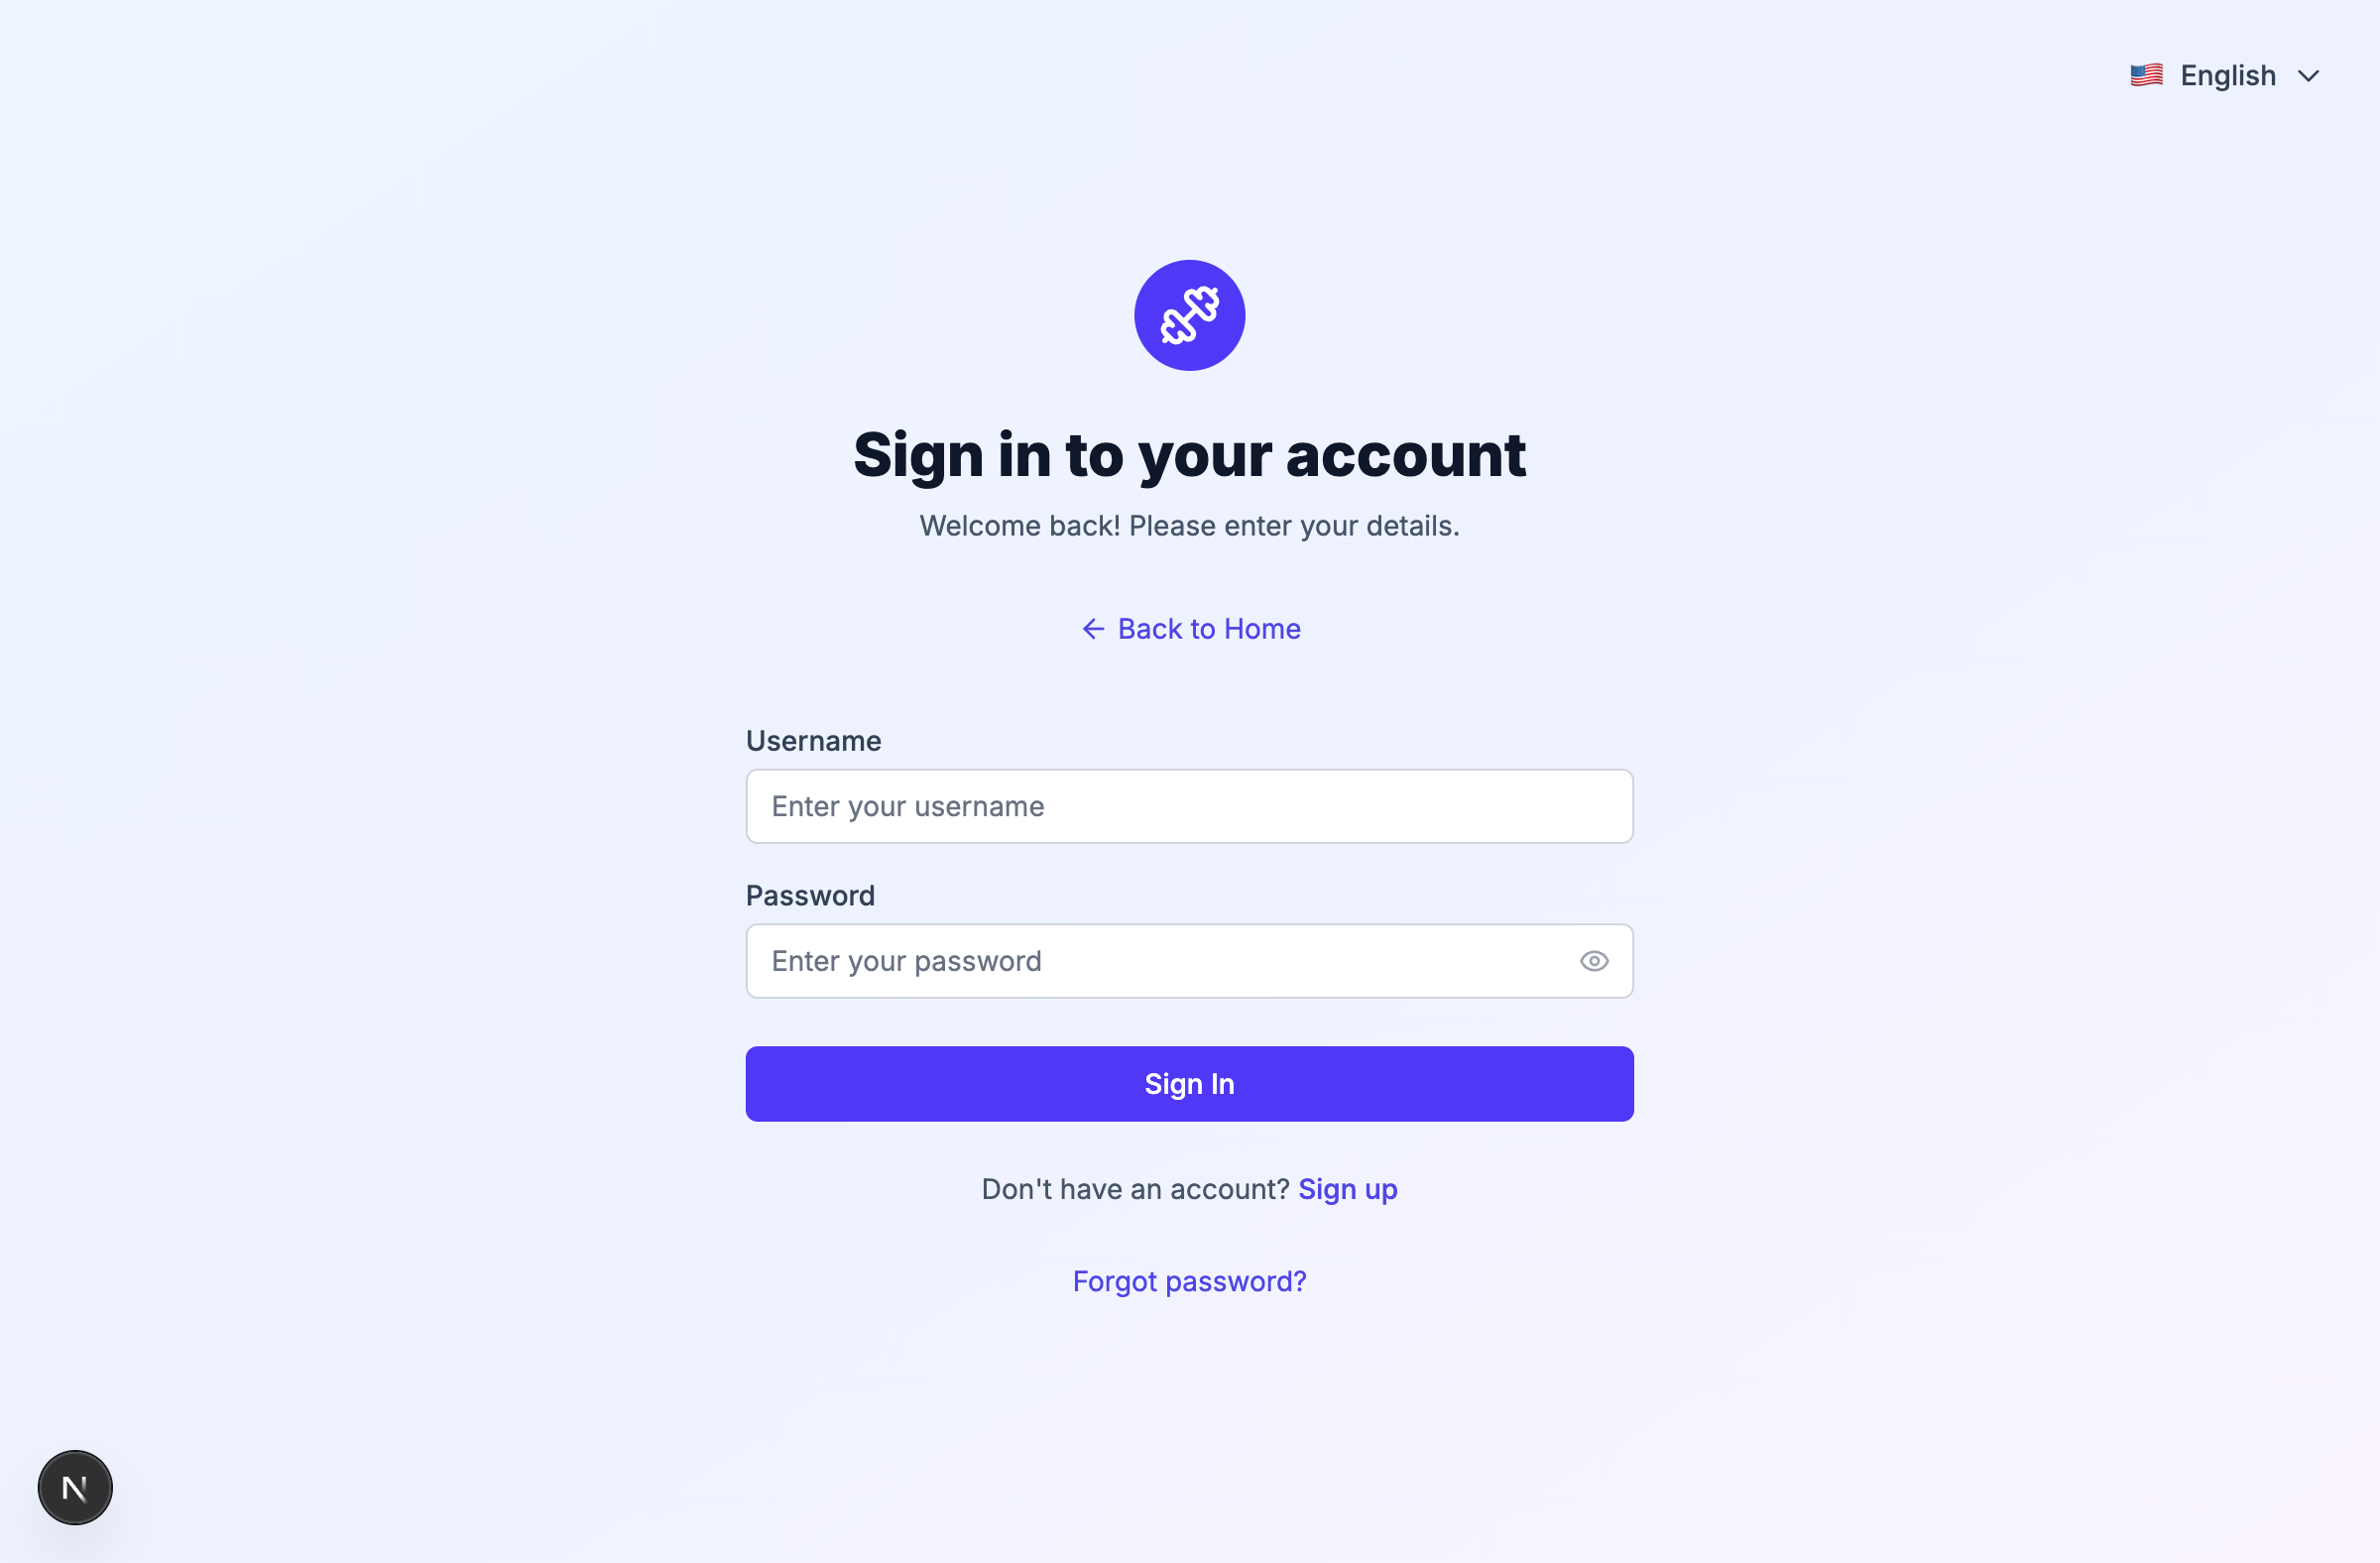 English
Sign in to your account
Welcome back! Please enter your details.
Back to Home
Username
Enter your username
Password
Enter your password
Sign In
Don't have an account? Sign up
Forgot password?
N